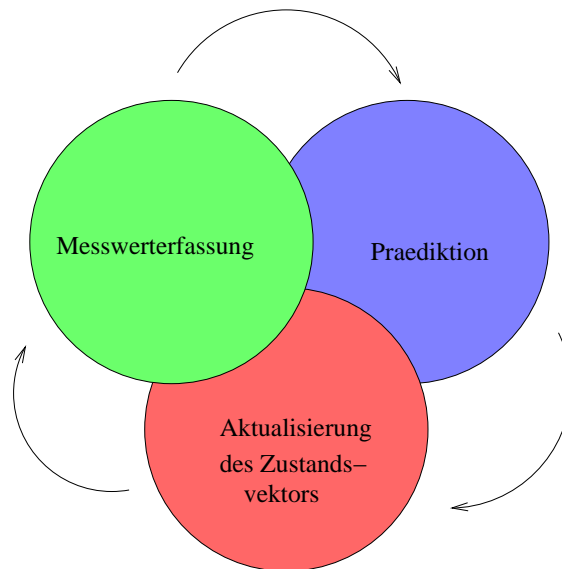 Messwerterfassung
Praediktion
Aktualisierung
des Zustands–
vektors